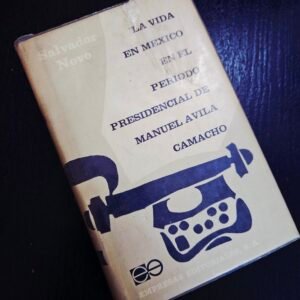 Salvador
Novo
LA VIDA
EN MEXICO
EN EL
PERIODO
PRESIDENCIAL DE
MANUEL AVILA
CAMACHO
EMPRESAS EDITORIALES, S.A.